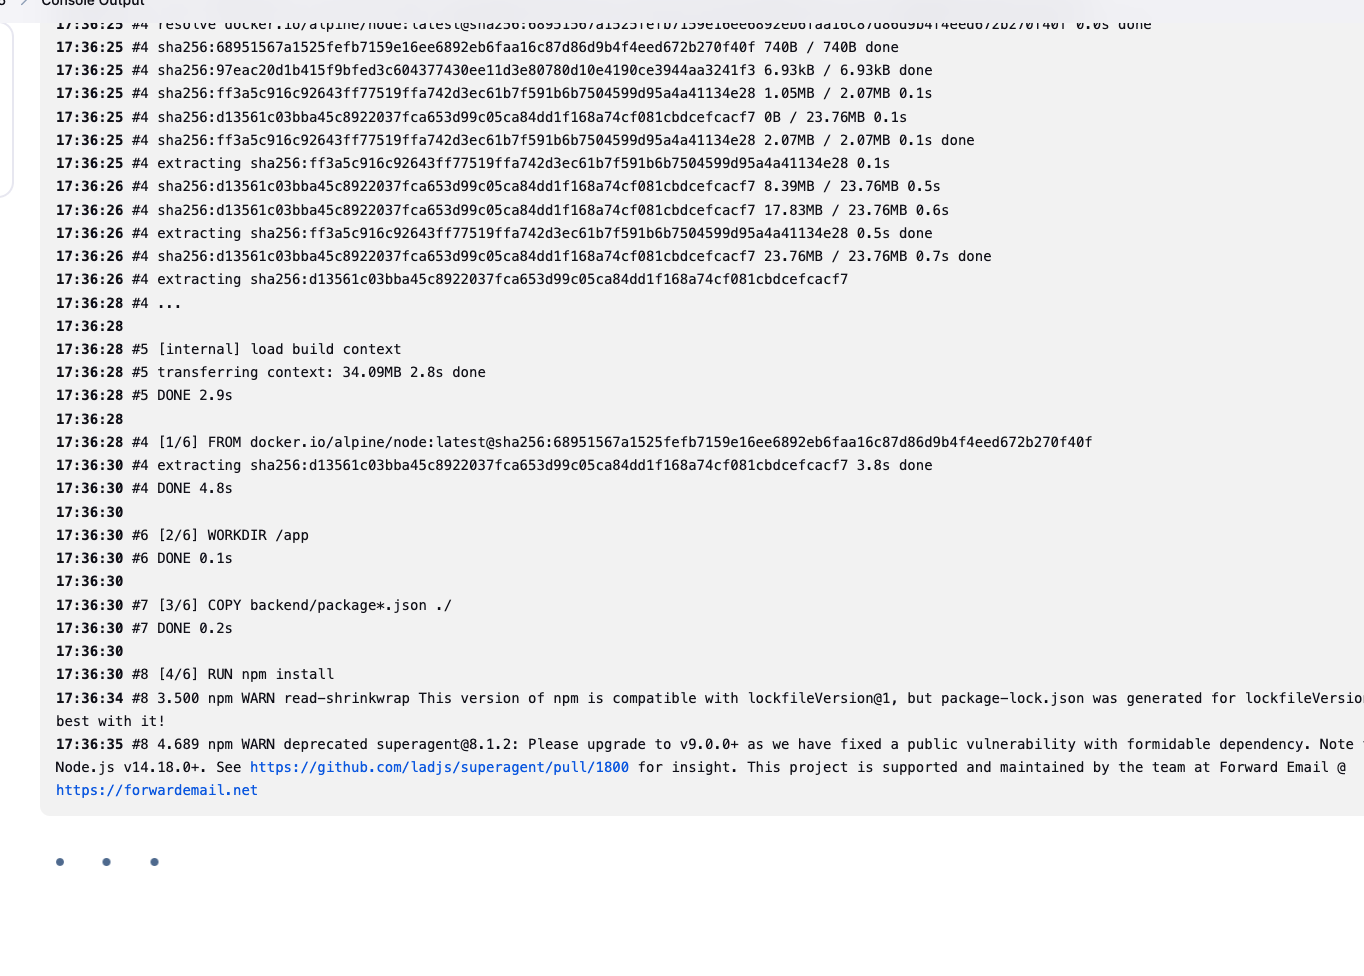 Console Output
17:36:25 #4 resolve docker.io/alpine/node:latest@sha256:68951567a1525fefb7159e16ee6892eb6faa16c87d86d9b4f4eed672b270f40f 0.0s done
17:36:25 #4 sha256:68951567a1525fefb7159e16ee6892eb6faa16c87d86d9b4f4eed672b270f40f 740B / 740B done
17:36:25 #4 sha256:97eac20d1b415f9bfed3c604377430ee11d3e80780d10e4190ce3944aa3241f3 6.93kB / 6.93kB done
17:36:25 #4 sha256:ff3a5c916c92643ff77519ffa742d3ec61b7f591b6b7504599d95a4a41134e28 1.05MB / 2.07MB 0.1s
17:36:25 #4 sha256:d13561c03bba45c8922037fca653d99c05ca84dd1f168a74cf081cbdcefcacf7 0B / 23.76MB 0.1s
17:36:25 #4 sha256:ff3a5c916c92643ff77519ffa742d3ec61b7f591b6b7504599d95a4a41134e28 2.07MB / 2.07MB 0.1s done
17:36:25 #4 extracting sha256:ff3a5c916c92643ff77519ffa742d3ec61b7f591b6b7504599d95a4a41134e28 0.1s
17:36:26 #4 sha256:d13561c03bba45c8922037fca653d99c05ca84dd1f168a74cf081cbdcefcacf7 8.39MB / 23.76MB 0.5s
17:36:26 #4 sha256:d13561c03bba45c8922037fca653d99c05ca84dd1f168a74cf081cbdcefcacf7 17.83MB / 23.76MB 0.6s
17:36:26 #4 extracting sha256:ff3a5c916c92643ff77519ffa742d3ec61b7f591b6b7504599d95a4a41134e28 0.5s done
17:36:26 #4 sha256:d13561c03bba45c8922037fca653d99c05ca84dd1f168a74cf081cbdcefcacf7 23.76MB / 23.76MB 0.7s done
17:36:26 #4 extracting sha256:d13561c03bba45c8922037fca653d99c05ca84dd1f168a74cf081cbdcefcacf7
17:36:28 #4 ...
17:36:28
17:36:28 #5 [internal] load build context
17:36:28 #5 transferring context: 34.09MB 2.8s done
17:36:28 #5 DONE 2.9s
17:36:28
17:36:28 #4 [1/6] FROM docker.io/alpine/node:latest@sha256:68951567a1525fefb7159e16ee6892eb6faa16c87d86d9b4f4eed672b270f40f
17:36:30 #4 extracting sha256:d13561c03bba45c8922037fca653d99c05ca84dd1f168a74cf081cbdcefcacf7 3.8s done
17:36:30 #4 DONE 4.8s
17:36:30
17:36:30 #6 [2/6] WORKDIR /app
17:36:30 #6 DONE 0.1s
17:36:30
17:36:30 #7 [3/6] COPY backend/package*.json ./
17:36:30 #7 DONE 0.2s
17:36:30
17:36:30 #8 [4/6] RUN npm install
17:36:34 #8 3.500 npm WARN read-shrinkwrap This version of npm is compatible with lockfileVersion@1, but package-lock.json was generated for lockfileVersio
best with it!
17:36:35 #8 4.689 npm WARN deprecated superagent@8.1.2: Please upgrade to v9.0.0+ as we have fixed a public vulnerability with formidable dependency. Note
Node.js v14.18.0+. See https://github.com/ladjs/superagent/pull/1800 for insight. This project is supported and maintained by the team at Forward Email @
https://forwardemail.net